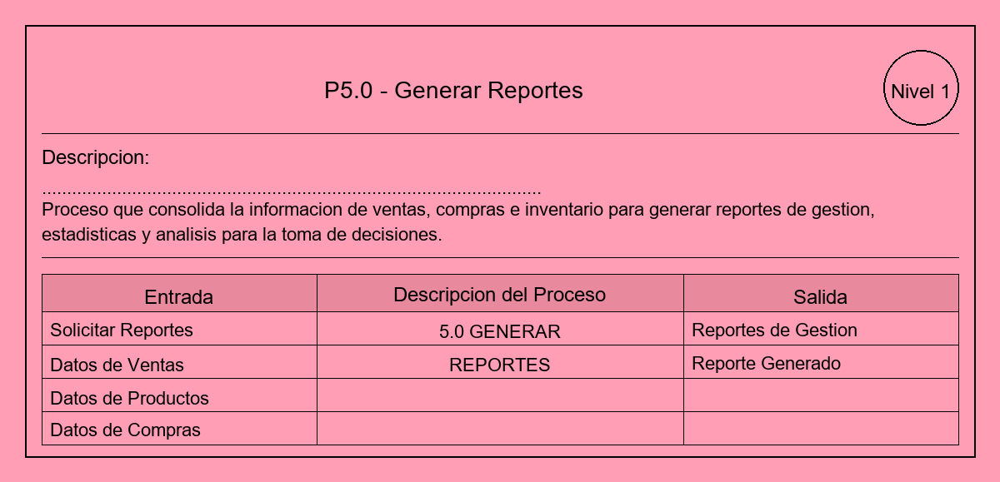 P5.0 - Generar Reportes
Nivel 1
Descripcion:
....................................................................................................
Proceso que consolida la informacion de ventas, compras e inventario para generar reportes de gestion,
estadisticas y analisis para la toma de decisiones.
Entrada
Descripcion del Proceso
Salida
Solicitar Reportes
5.0 GENERAR
Reportes de Gestion
Datos de Ventas
REPORTES
Reporte Generado
Datos de Productos
Datos de Compras